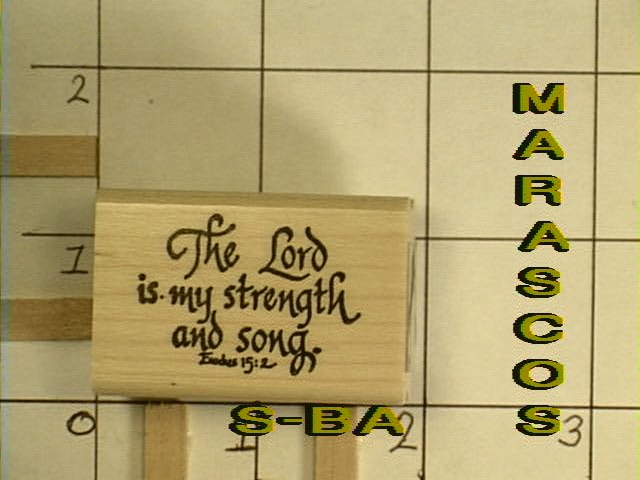 2
1
0
1
2
3
The Lord
is my strength
and song.
Exodus 15:2
S-BA
MARASCOS